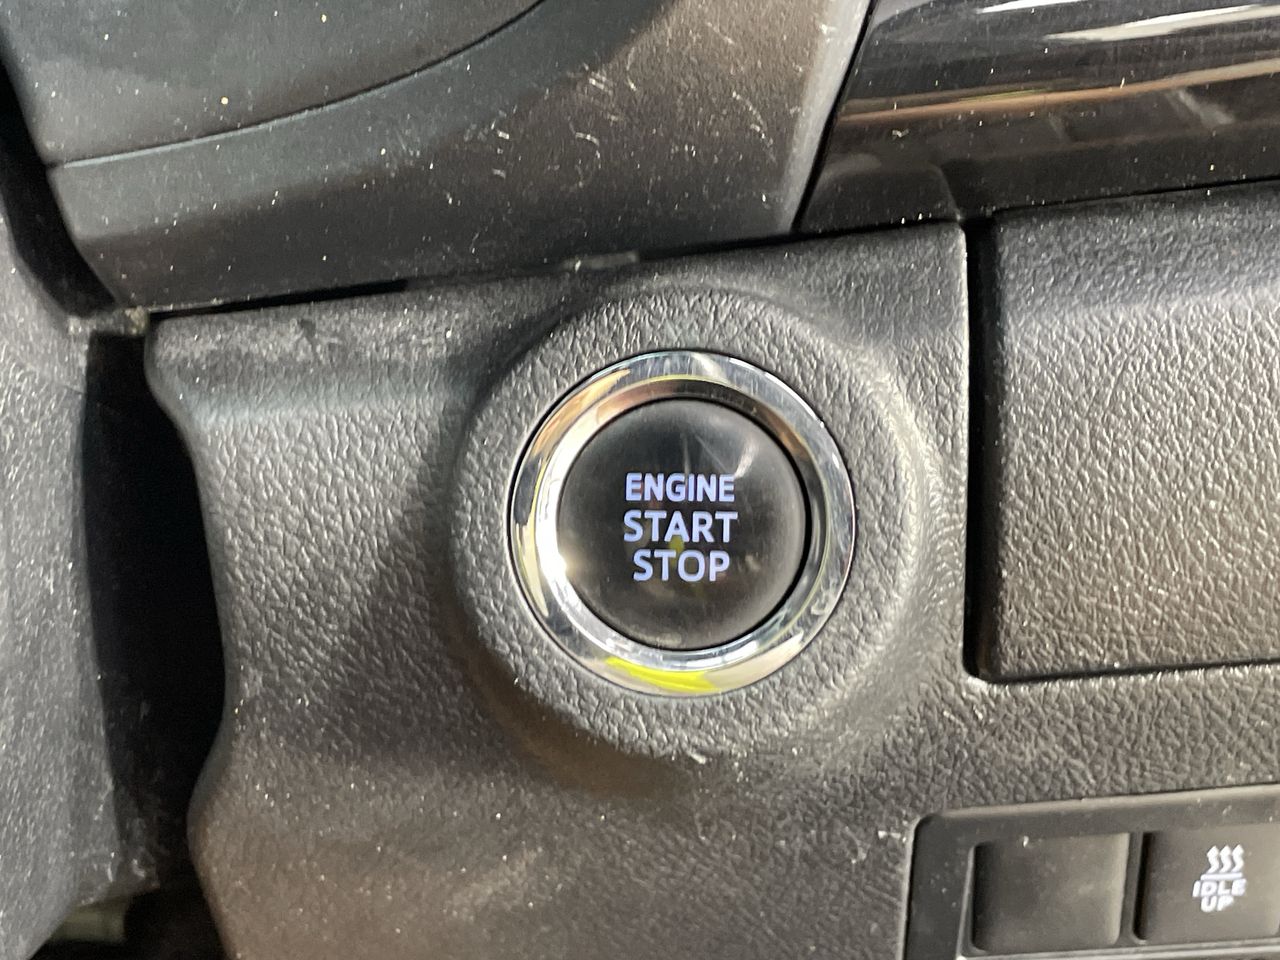 ENGINE
START
STOP
IDLE
UP